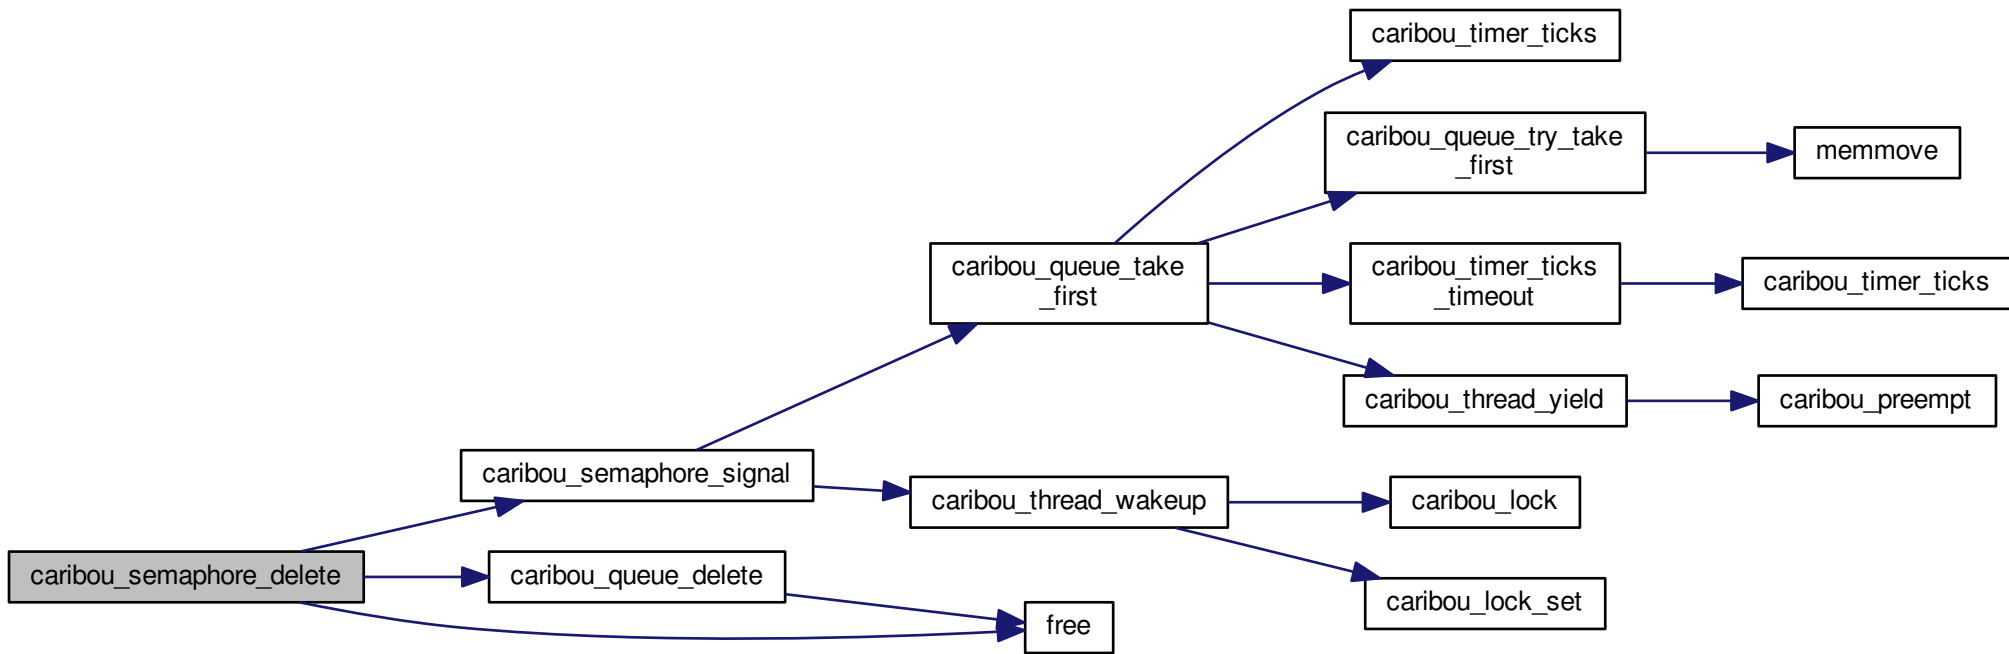 caribou_timer_ticks
caribou_queue_try_take
_first
memmove
caribou_queue_take
_first
caribou_timer_ticks
_timeout
caribou_timer_ticks
caribou_thread_yield
caribou_preempt
caribou_semaphore_signal
caribou_thread_wakeup
caribou_lock
caribou_semaphore_delete
caribou_queue_delete
caribou_lock_set
free